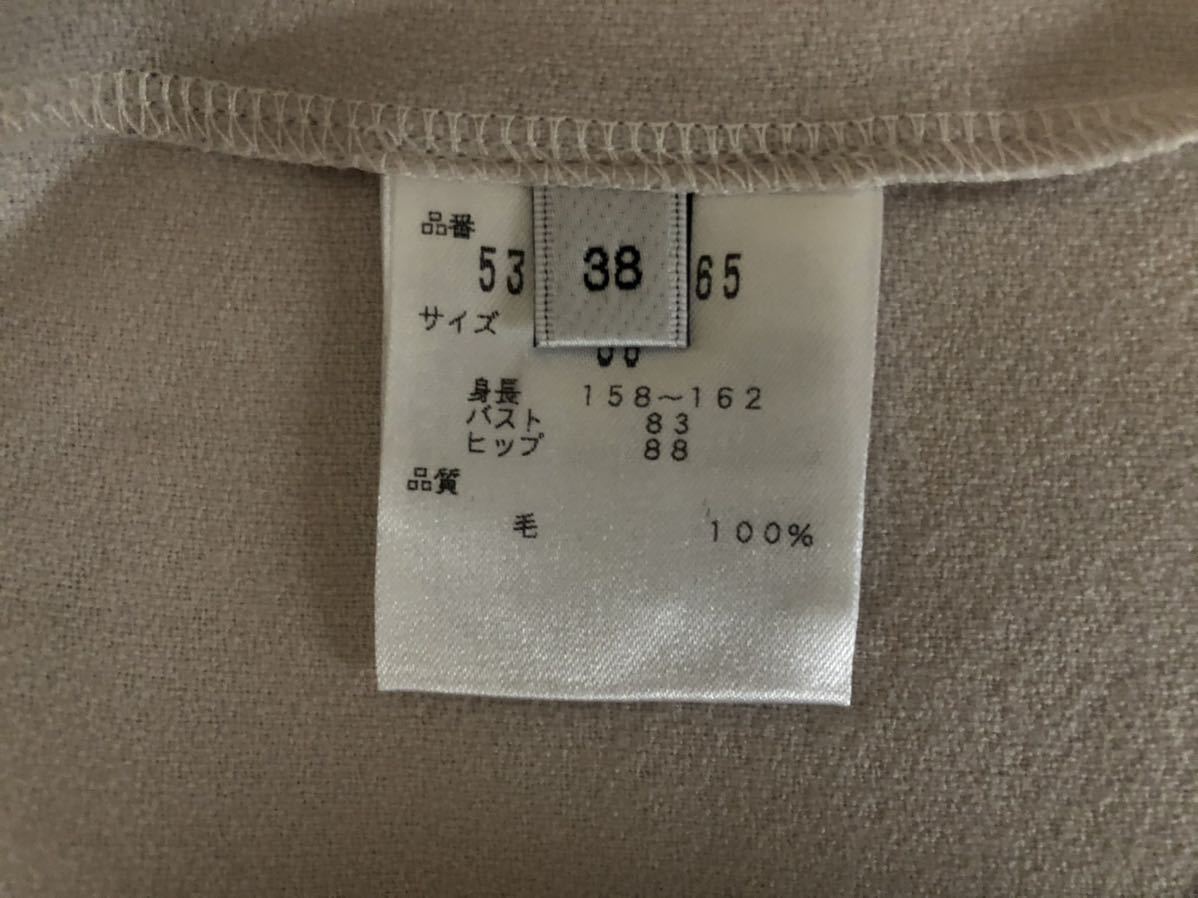 品番
53
38
65
サイズ
身長 158～162
バスト 83
ヒップ 88
品質
毛 100%